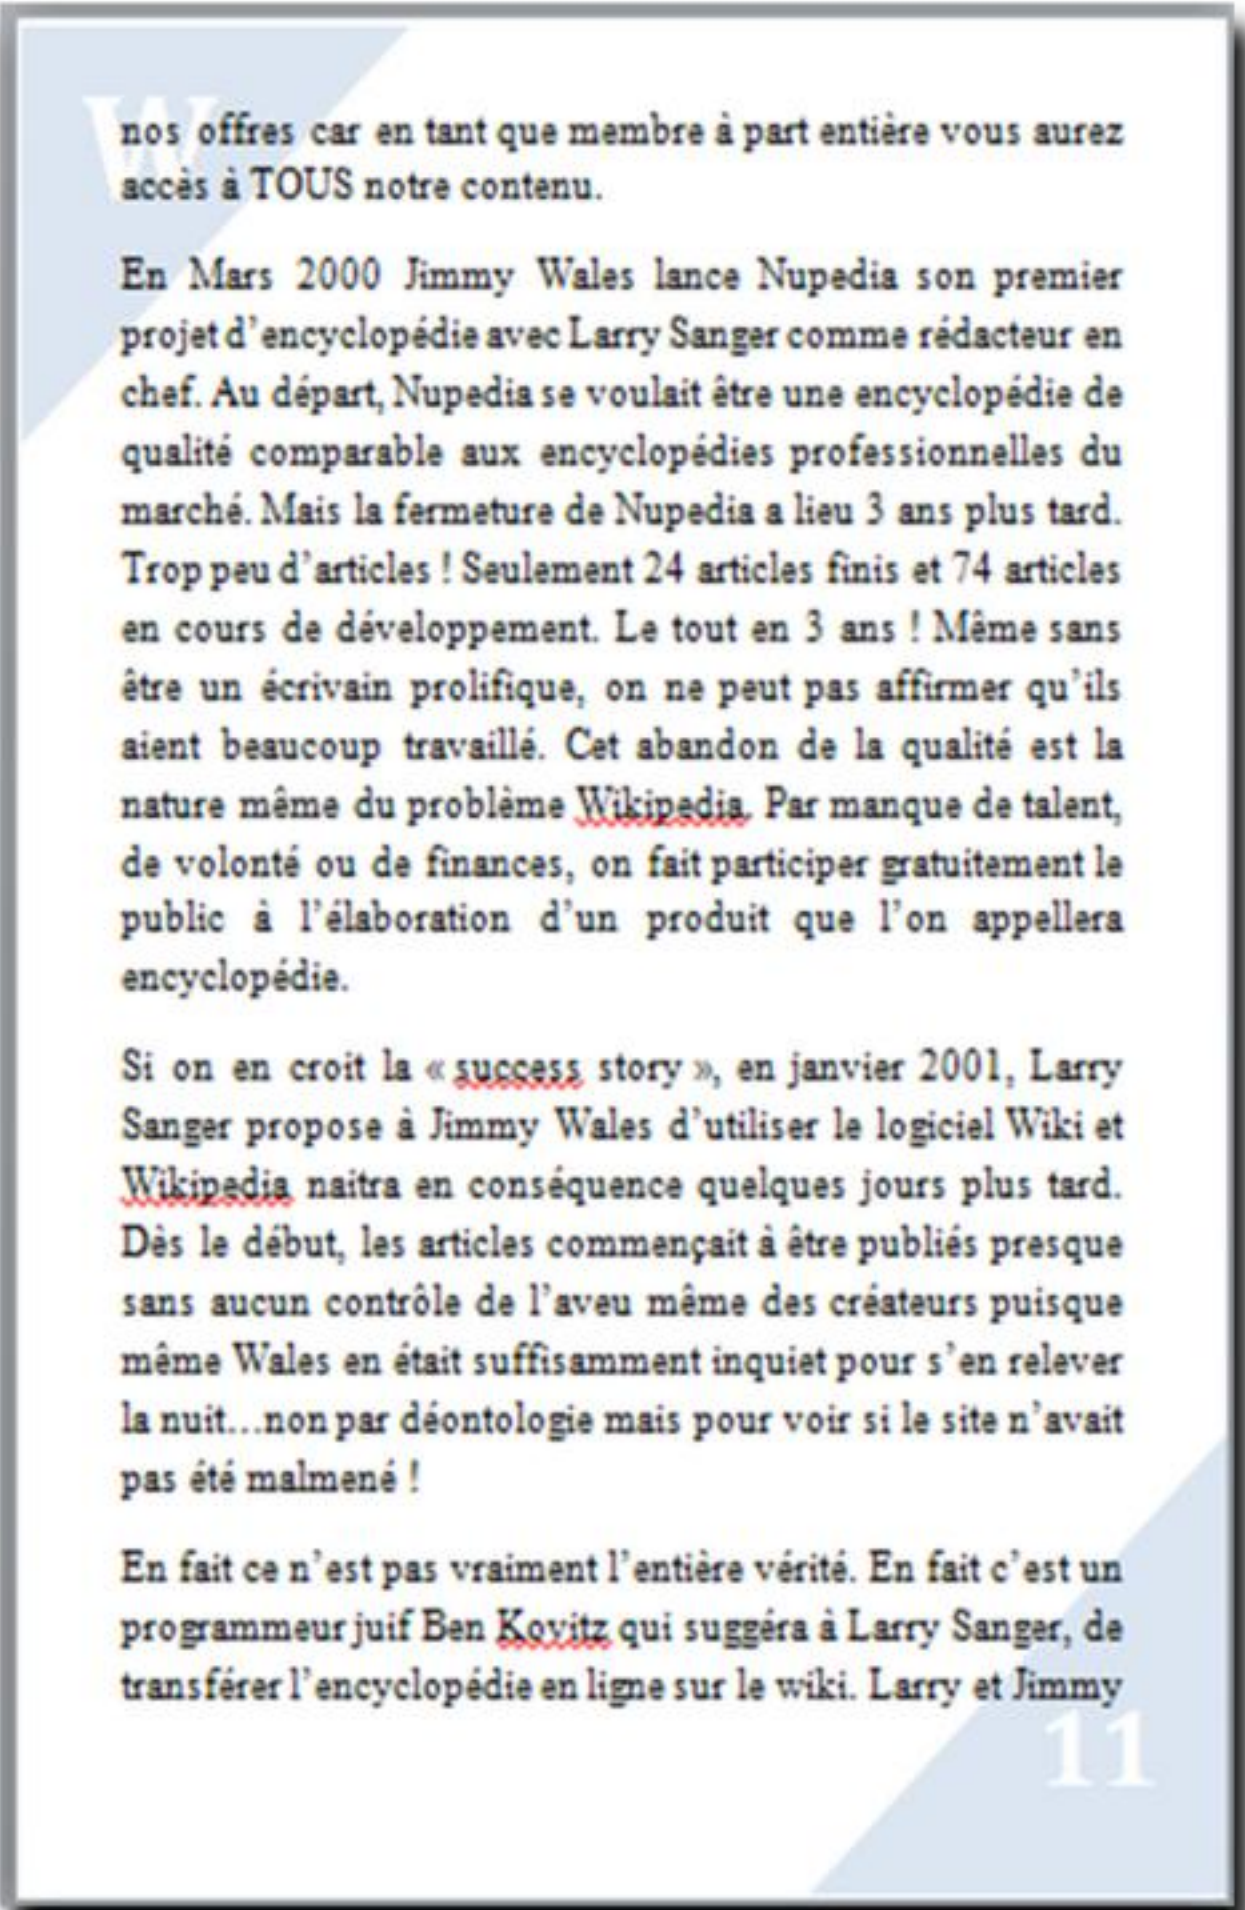 W
nos offres car en tant que membre à part entière vous aurez
accès à TOUS notre contenu.
En Mars 2000 Jimmy Wales lance Nupedia son premier
projet d'encyclopédie avec Larry Sanger comme rédacteur en
chef. Au départ, Nupedia se voulait être une encyclopédie de
qualité comparable aux encyclopédies professionnelles du
marché. Mais la fermeture de Nupedia a lieu 3 ans plus tard.
Trop peu d'articles ! Seulement 24 articles finis et 74 articles
en cours de développement. Le tout en 3 ans ! Même sans
être un écrivain prolifique, on ne peut pas affirmer qu'ils
aient beaucoup travaillé. Cet abandon de la qualité est la
nature même du problème Wikipedia. Par manque de talent,
de volonté ou de finances, on fait participer gratuitement le
public à l'élaboration d'un produit que l'on appellera
encyclopédie.
Si on en croit la « success story », en janvier 2001, Larry
Sanger propose à Jimmy Wales d'utiliser le logiciel Wiki et
Wikipedia naitra en conséquence quelques jours plus tard.
Dès le début, les articles commençait à être publiés presque
sans aucun contrôle de l'aveu même des créateurs puisque
même Wales en était suffisamment inquiet pour s'en relever
la nuit…non par déontologie mais pour voir si le site n'avait
pas été malmené !
En fait ce n'est pas vraiment l'entière vérité. En fait c'est un
programmeur juif Ben Kovitz qui suggéra à Larry Sanger, de
transférer l'encyclopédie en ligne sur le wiki. Larry et Jimmy
11